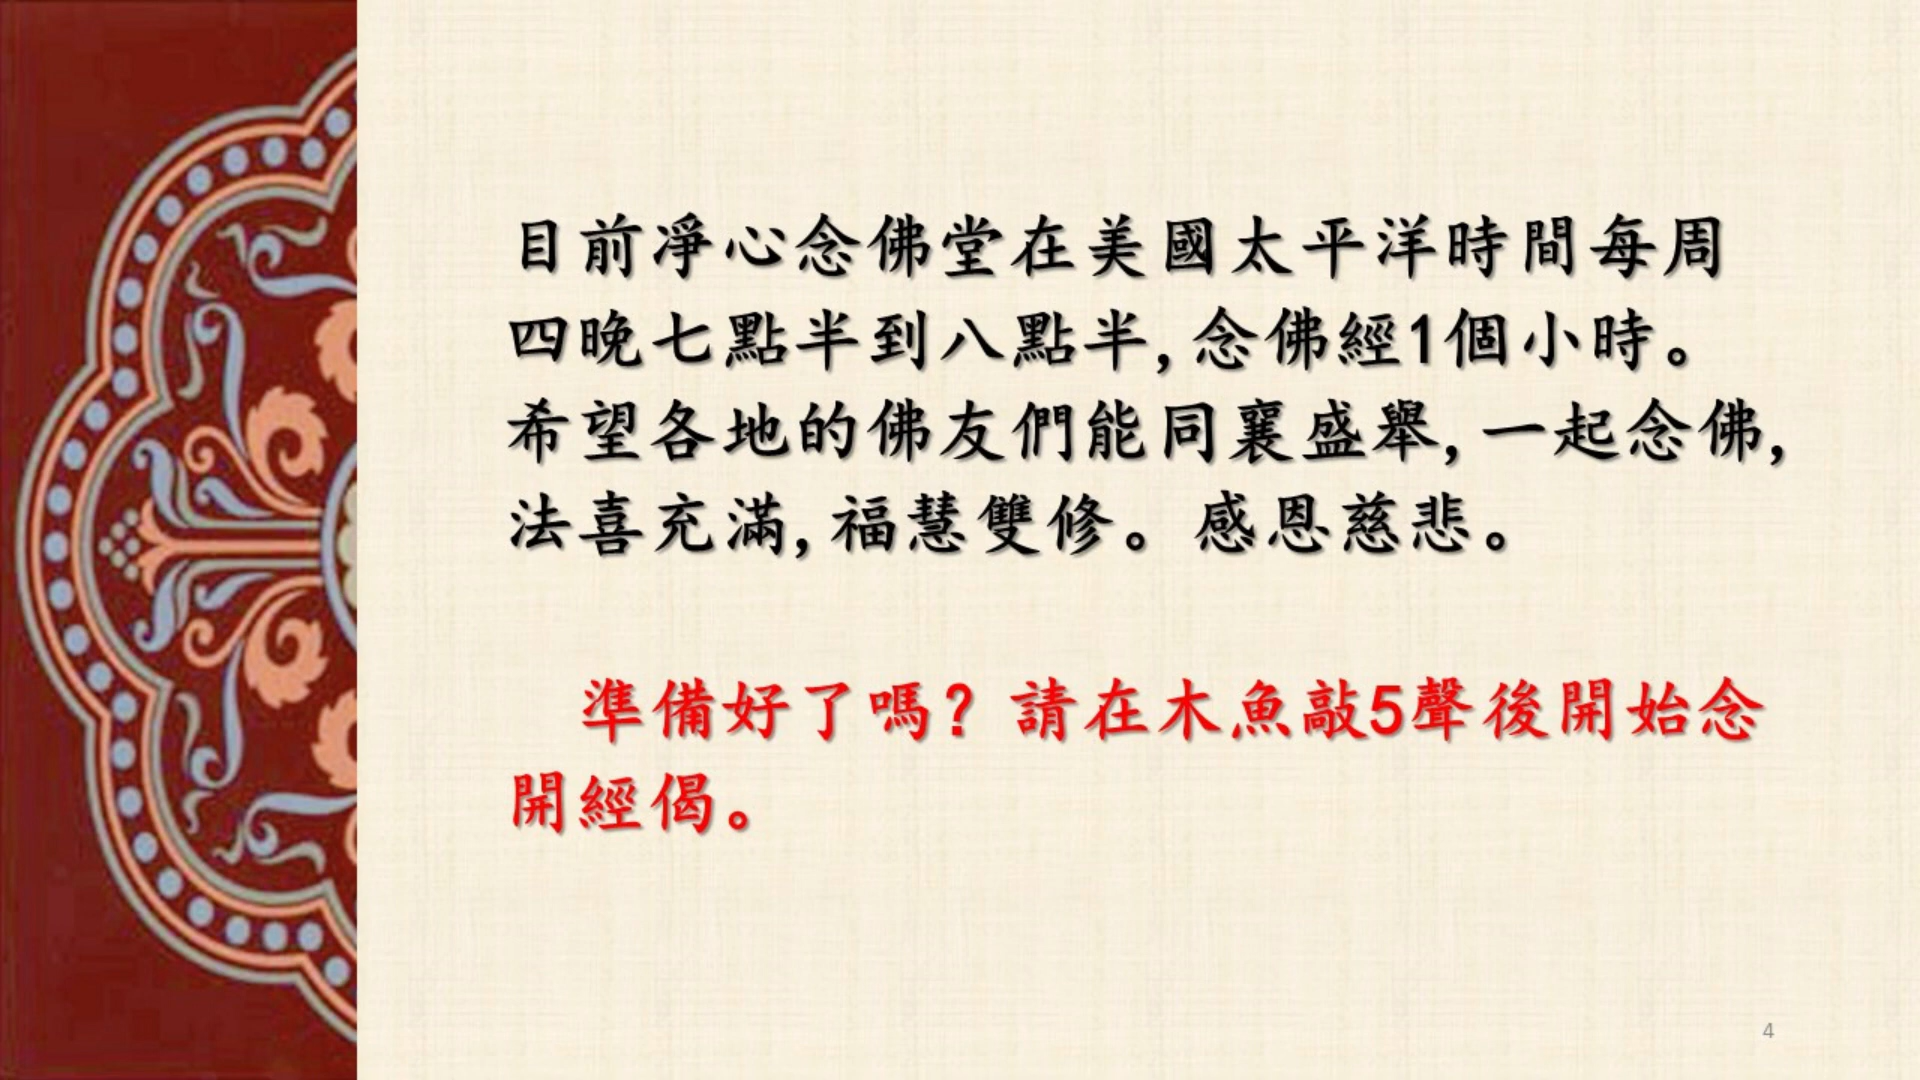 目前淨心念佛堂在美國太平洋時間每周
四晚七點半到八點半,念佛經1個小時。
希望各地的佛友們能同襄盛舉,一起念佛,
法喜充滿,福慧雙修。感恩慈悲。
準備好了嗎？請在木魚敲5聲後開始念
開經偈。
4